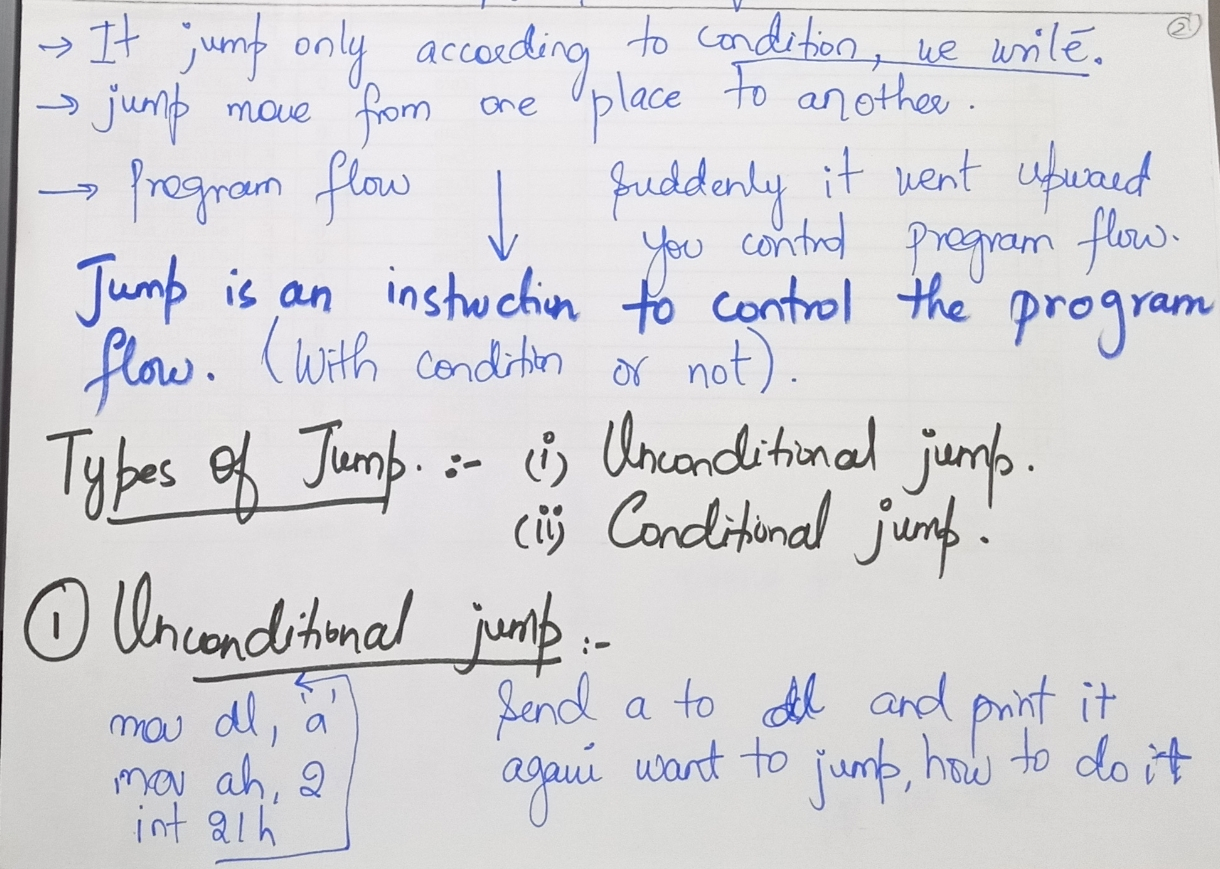 2
→ It jump only according to condition, we write.
→ jump move from one place to another.
→ Program flow ↓ Suddenly it went upward
you control program flow.
Jump is an instruction to control the program
flow. (With condition or not).
Types of Jump. :- (i) Unconditional jump.
(ii) Conditional jump.
① Unconditional jump :-
mov dl, 'a' Send a to dl and print it
mov ah, 2 again want to jump, how to do it
int 21h